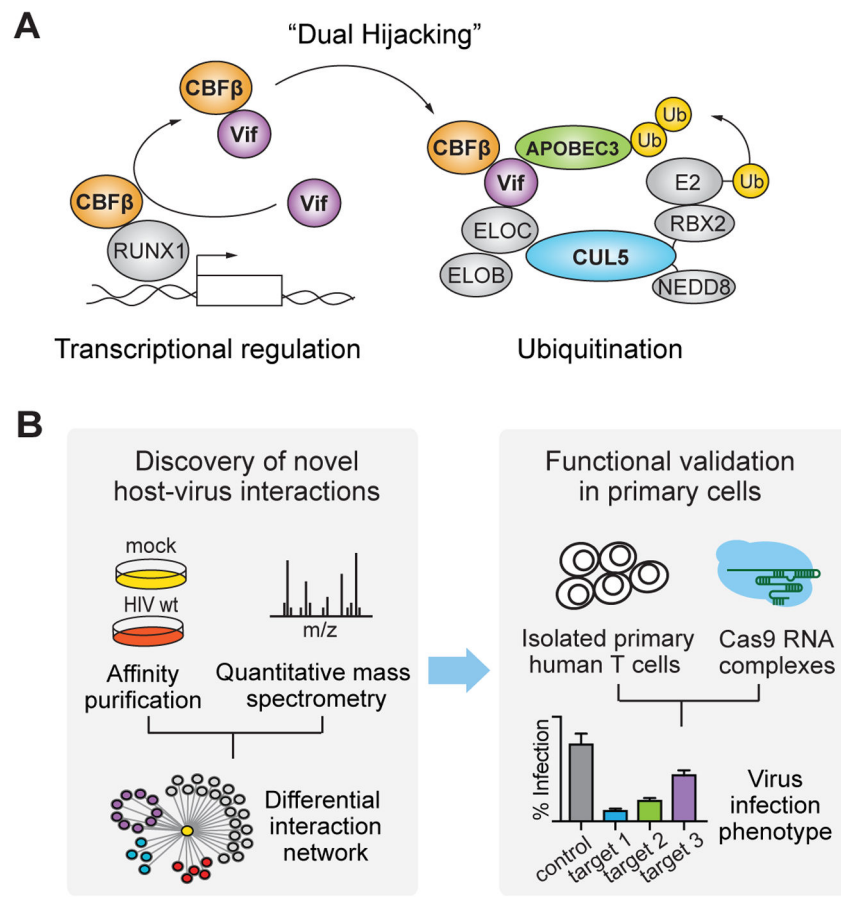 A
“Dual Hijacking”
CBFβ
Vif
CBFβ
Vif
RUNX1
Transcriptional regulation
CBFβ
APOBEC3
Ub
Ub
Vif
E2
Ub
ELOC
RBX2
CUL5
ELOB
NEDD8
Ubiquitination
B
Discovery of novel
host-virus interactions
mock
HIV wt
m/z
Affinity
purification
Quantitative mass
spectrometry
Differential
interaction
network
Functional validation
in primary cells
Isolated primary
human T cells
Cas9 RNA
complexes
% Infection
control
target 1
target 2
target 3
Virus
infection
phenotype